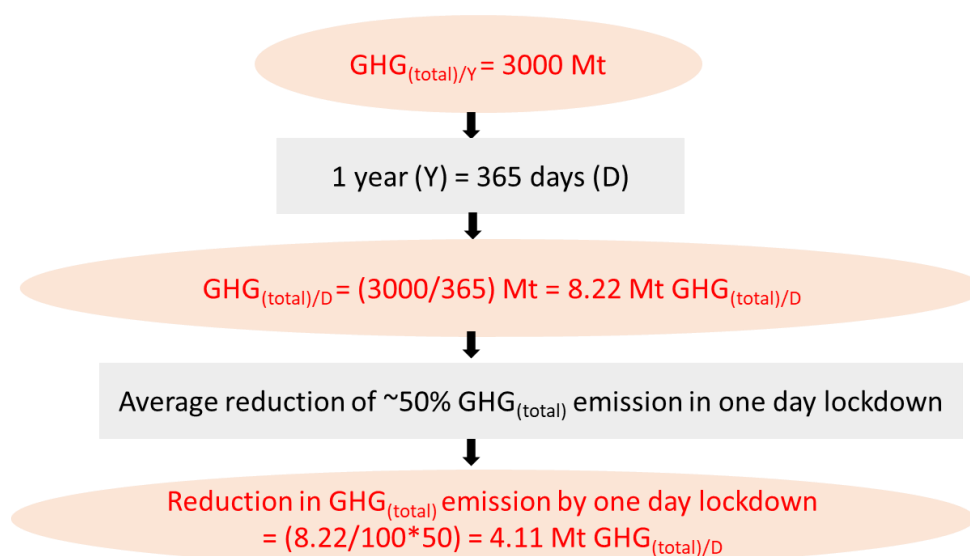 GHG(total)/Y = 3000 Mt
1 year (Y) = 365 days (D)
GHG(total)/D = (3000/365) Mt = 8.22 Mt GHG(total)/D
Average reduction of ~50% GHG(total) emission in one day lockdown
Reduction in GHG(total) emission by one day lockdown
= (8.22/100*50) = 4.11 Mt GHG(total)/D